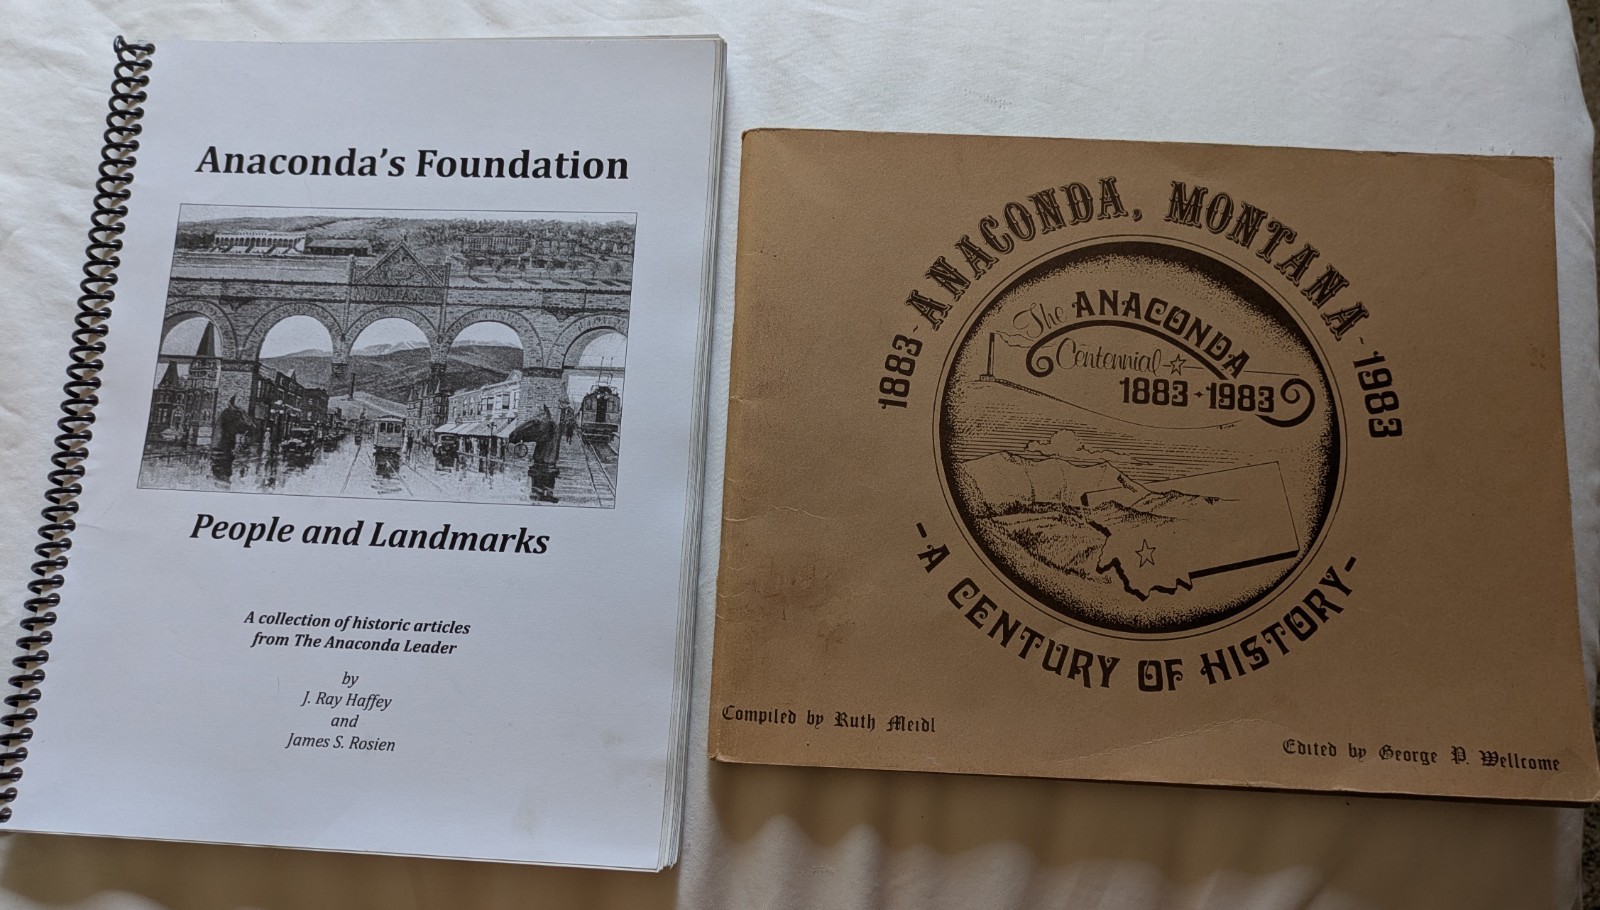 Anaconda's Foundation
MONTANA
People and Landmarks
A collection of historic articles
from The Anaconda Leader
by
J. Ray Haffey
and
James S. Rosien
1883-ANACONDA, MONTANA-1983
The ANACONDA
Centennial
1883-1983
-A CENTURY OF HISTORY-
Compiled by Ruth Meidl
Edited by George P. Wellcome